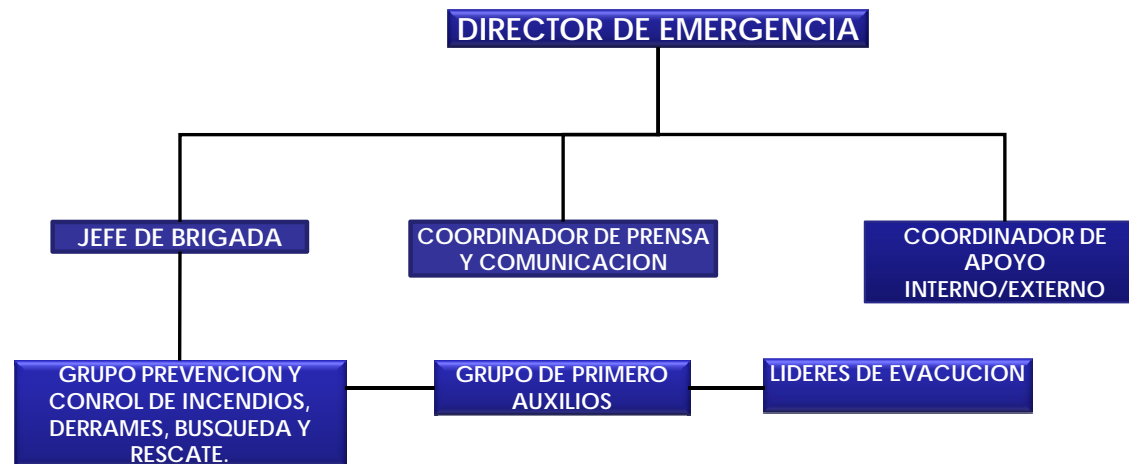 DIRECTOR DE EMERGENCIA
JEFE DE BRIGADA
COORDINADOR DE PRENSA
Y COMUNICACION
COORDINADOR DE
APOYO
INTERNO/EXTERNO
GRUPO PREVENCION Y
CONROL DE INCENDIOS,
DERRAMES, BUSQUEDA Y
RESCATE.
GRUPO DE PRIMERO
AUXILIOS
LIDERES DE EVACUCION